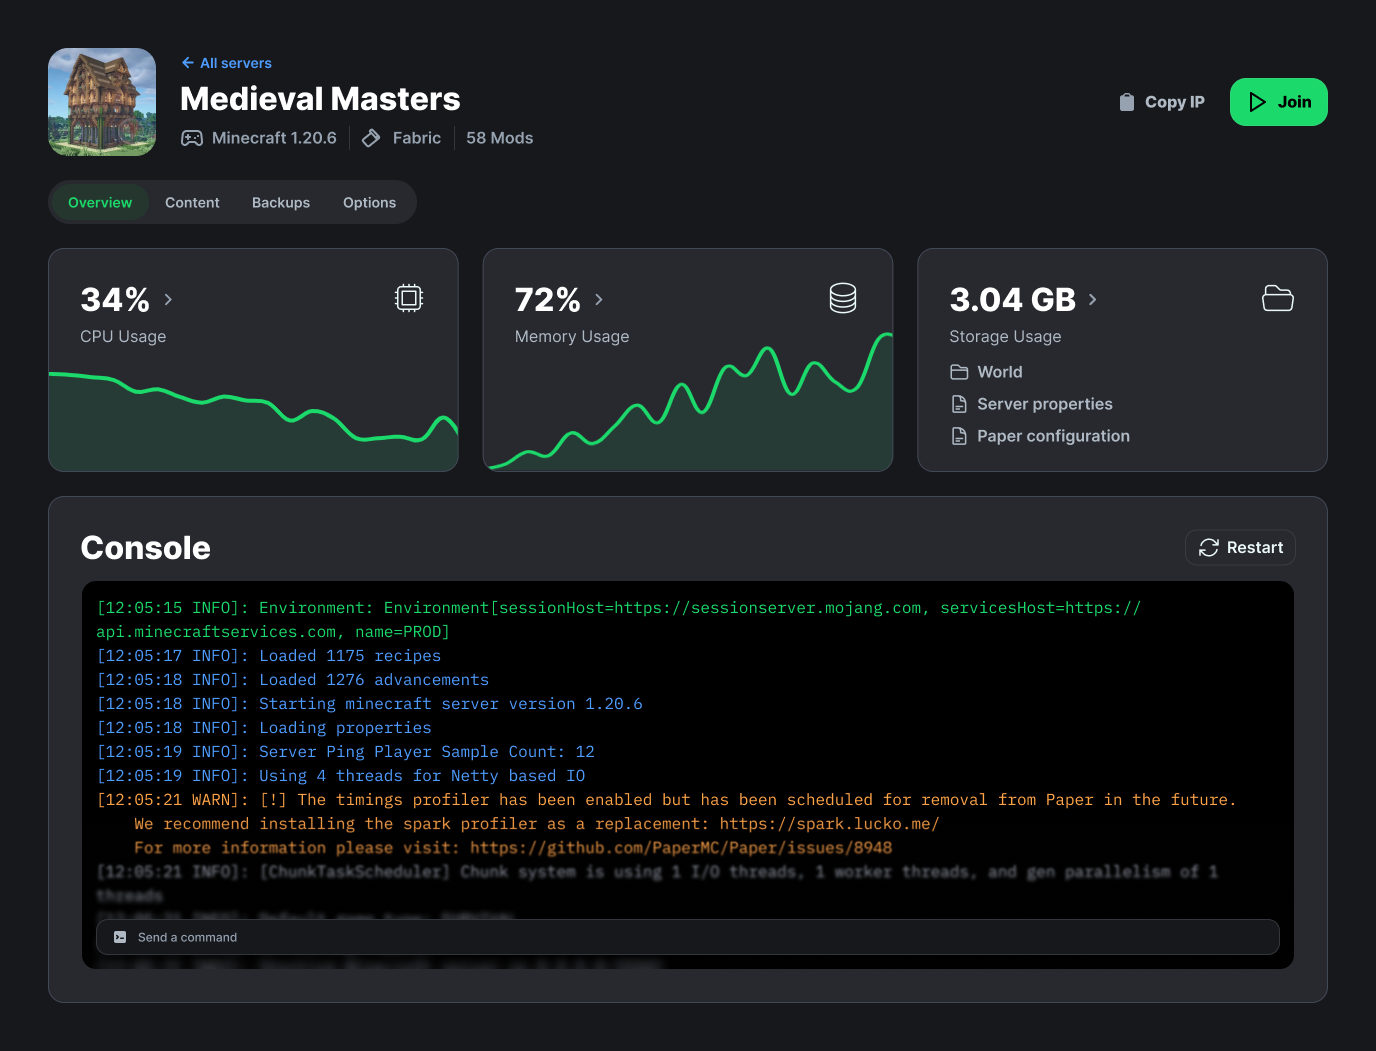 All servers
Medieval Masters
Minecraft 1.20.6
Fabric
58 Mods
Copy IP
Join
Overview
Content
Backups
Options
34%
CPU Usage
72%
Memory Usage
3.04 GB
Storage Usage
World
Server properties
Paper configuration
Console
Restart
[12:05:15 INFO]: Environment: Environment[sessionHost=https://sessionserver.mojang.com, servicesHost=https://
api.minecraftservices.com, name=PROD]
[12:05:17 INFO]: Loaded 1175 recipes
[12:05:18 INFO]: Loaded 1276 advancements
[12:05:18 INFO]: Starting minecraft server version 1.20.6
[12:05:18 INFO]: Loading properties
[12:05:19 INFO]: Server Ping Player Sample Count: 12
[12:05:19 INFO]: Using 4 threads for Netty based IO
[12:05:21 WARN]: [!] The timings profiler has been enabled but has been scheduled for removal from Paper in the future.
We recommend installing the spark profiler as a replacement: https://spark.lucko.me/
For more information please visit: https://github.com/PaperMC/Paper/issues/8948
[12:05:21 INFO]: [ChunkTaskScheduler] Chunk system is using 1 I/O threads, 1 worker threads, and gen parallelism of 1
threads
Send a command